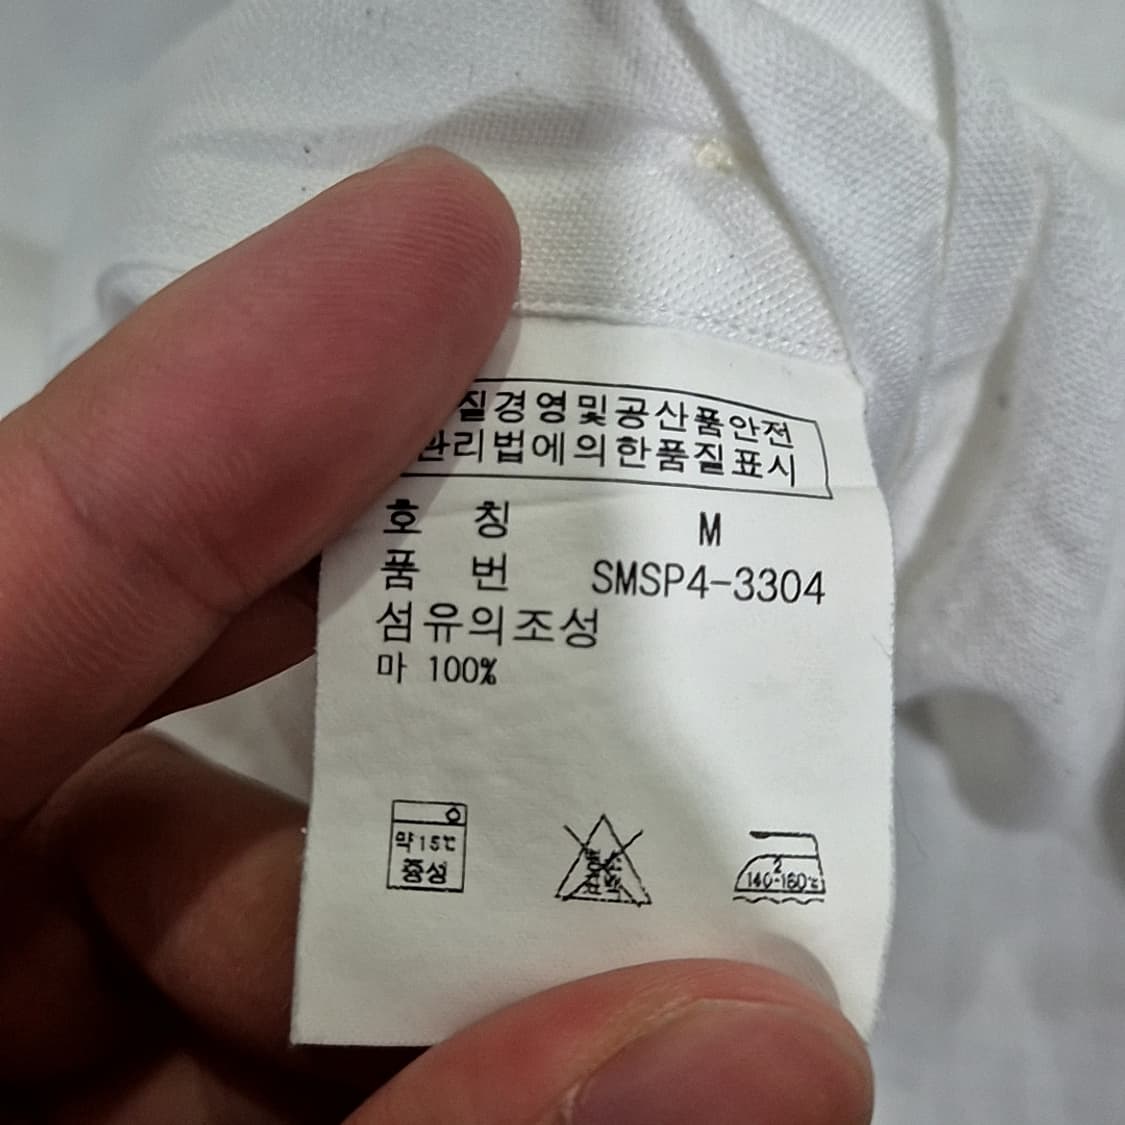 질경영및공산품안전
관리법에의한품질표시
호 칭 M
품 번 SMSP4-3304
섬유의조성
마 100%
약15℃
중성
2
140-160℃